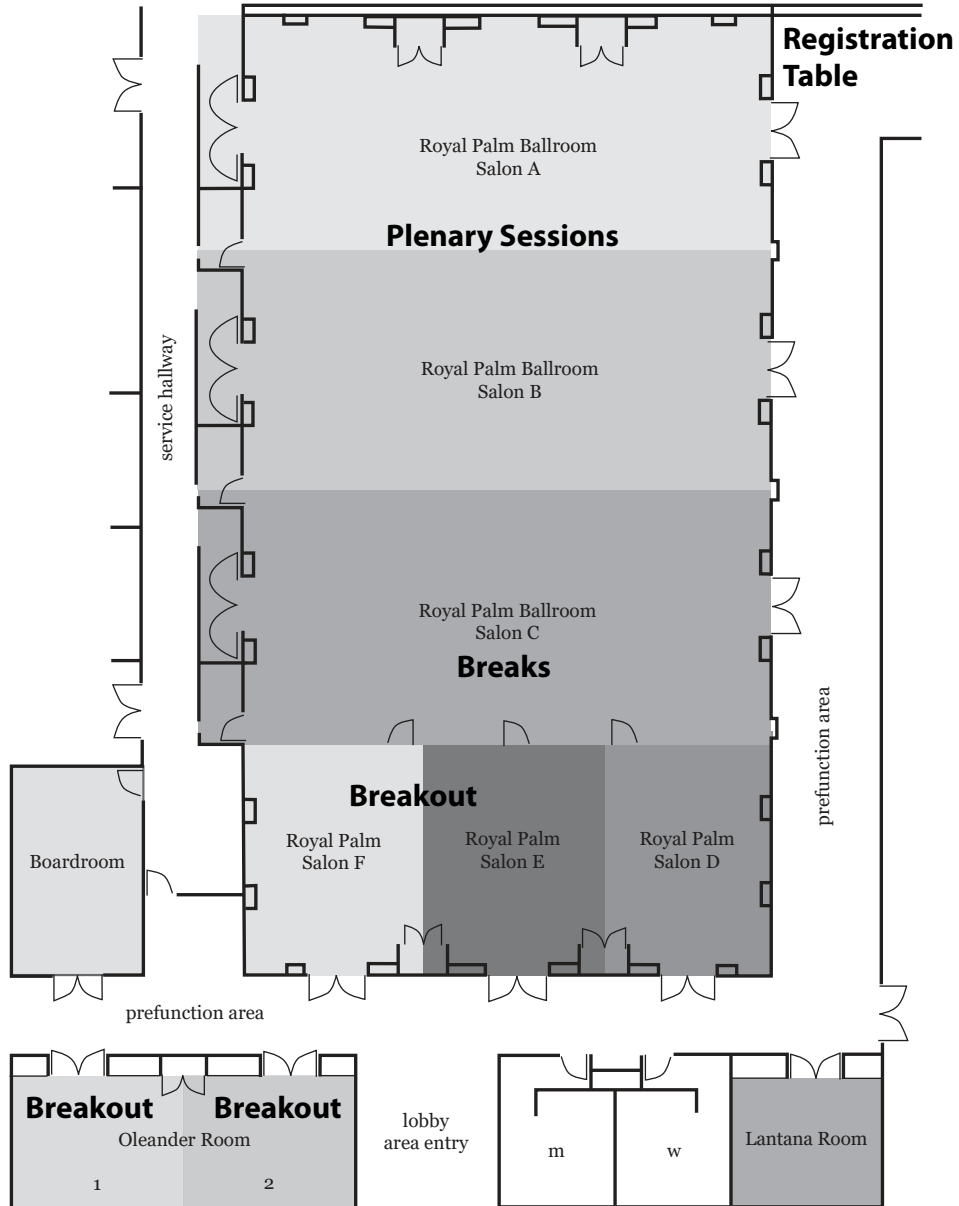 Registration
Table
Royal Palm Ballroom
Salon A
Plenary Sessions
service hallway
Royal Palm Ballroom
Salon B
Royal Palm Ballroom
Salon C
Breaks
prefunction area
Breakout
Royal Palm
Salon F
Royal Palm
Salon E
Royal Palm
Salon D
Boardroom
prefunction area
Breakout
Breakout
Oleander Room
1
2
lobby
area entry
m
w
Lantana Room